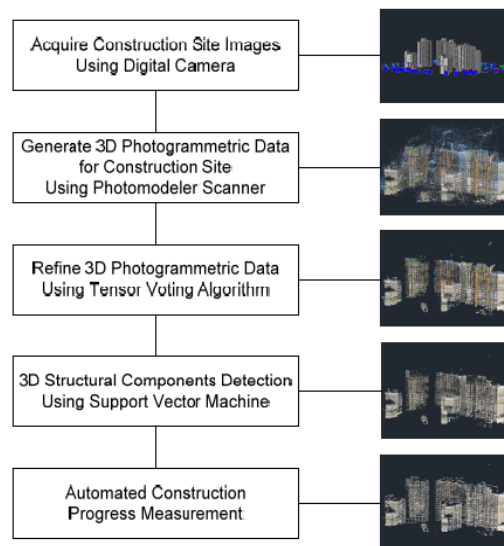 Acquire Construction Site Images
Using Digital Camera
Generate 3D Photogrammetric Data
for Construction Site
Using Photomodeler Scanner
Refine 3D Photogrammetric Data
Using Tensor Voting Algorithm
3D Structural Components Detection
Using Support Vector Machine
Automated Construction
Progress Measurement